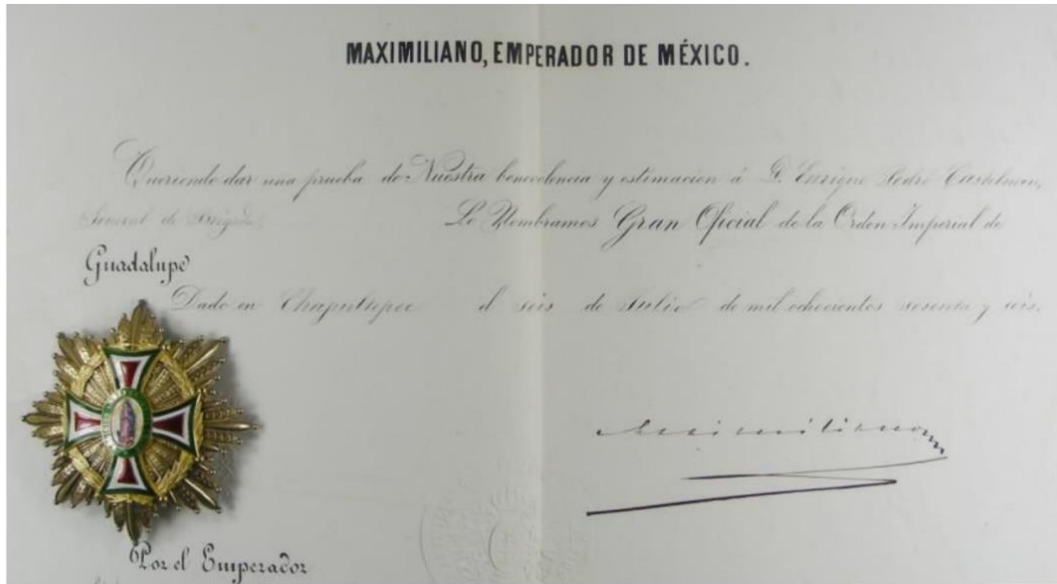 MAXIMILIANO, EMPERADOR DE MÉXICO.
Queriendo dar una prueba de Nuestra benevolencia y estimacion á D. Enrique Pedro Castelman,
General de Brigada, Le Nombramos Gran Oficial de la Orden Imperial de
Guadalupe
Dado en Chapultepec el seis de Julio de mil ochocientos sesenta y seis.
Maximiliano
Por el Emperador